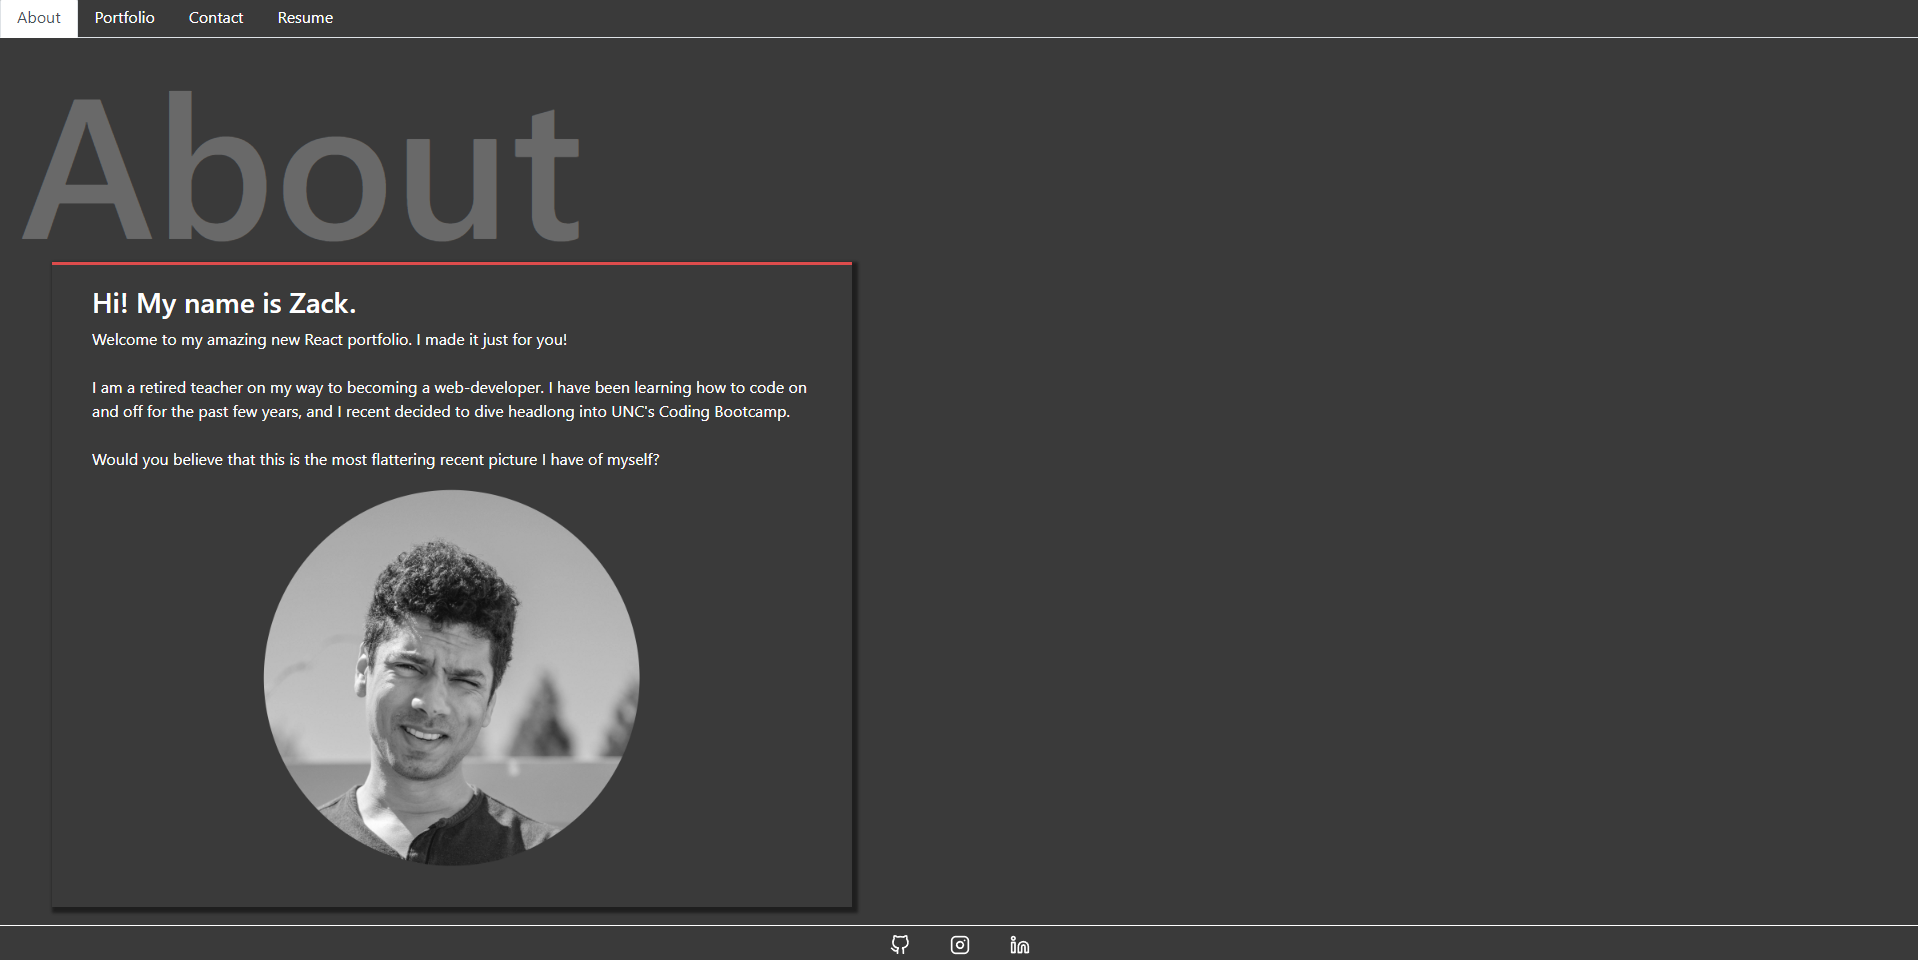 About Portfolio Contact Resume
About
Hi! My name is Zack.
Welcome to my amazing new React portfolio. I made it just for you!
I am a retired teacher on my way to becoming a web-developer. I have been learning how to code on
and off for the past few years, and I recent decided to dive headlong into UNC's Coding Bootcamp.
Would you believe that this is the most flattering recent picture I have of myself?